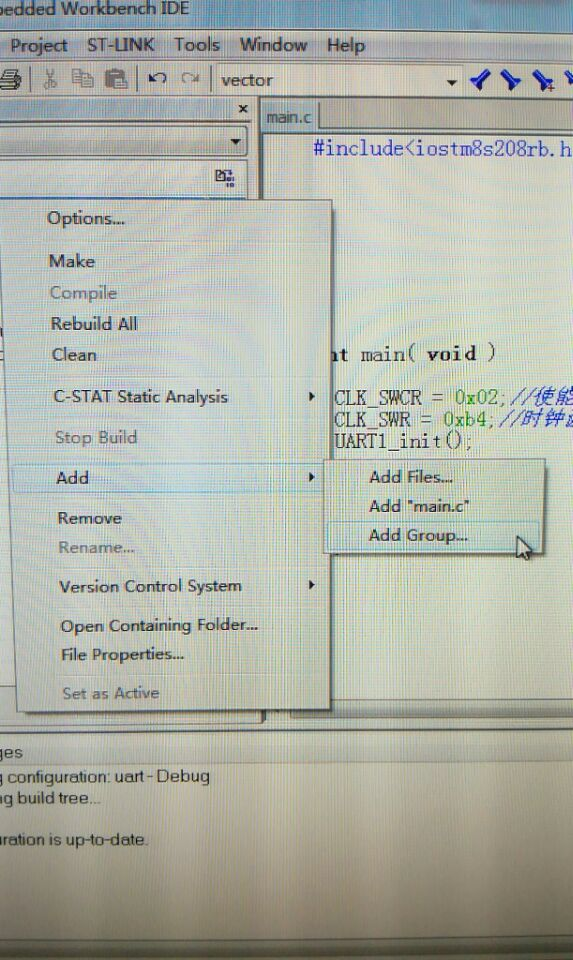 edded Workbench IDE
Project ST-LINK Tools Window Help
vector
main.c
#include<iostm8s208rb.h
Options...
Make
Compile
Rebuild All
Clean
nt main( void )
C-STAT Static Analysis
CLK_SWCR = 0x02;//使能
Stop Build
CLK_SWR = 0xb4;//时钟
UART1_init();
Add
Add Files...
Add "main.c"
Add Group...
Remove
Rename...
Version Control System
Open Containing Folder...
File Properties...
Set as Active
ges
g configuration: uart - Debug
ng build tree...
uration is up-to-date.